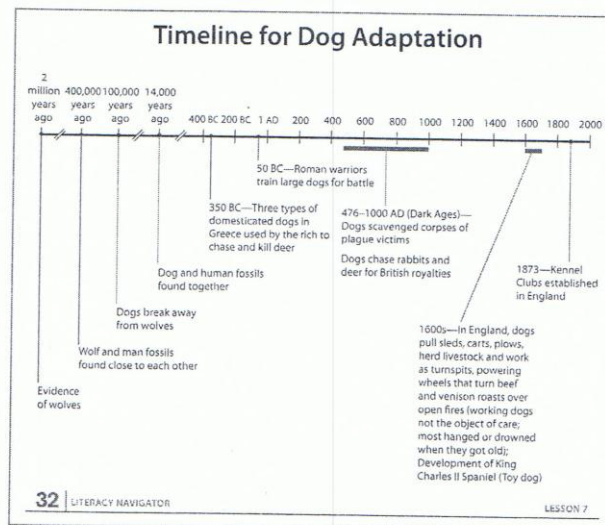 Timeline for Dog Adaptation
2
million
years
ago
400,000
years
ago
100,000
years
ago
14,000
years
ago
400 BC 200 BC 1 AD 200 400 600 800 1000 1200 1400 1600 1800 2000
50 BC—Roman warriors
train large dogs for battle
350 BC—Three types of
domesticated dogs in
Greece used by the rich to
chase and kill deer
476–1000 AD (Dark Ages)—
Dogs scavenged corpses of
plague victims
Dogs chase rabbits and
deer for British royalties
1873—Kennel
Clubs established
in England
Dog and human fossils
found together
Dogs break away
from wolves
Wolf and man fossils
found close to each other
Evidence
of wolves
1600s—In England, dogs
pull sleds, carts, plows,
herd livestock and work
as turnspits, powering
wheels that turn beef
and venison roasts over
open fires (working dogs
not the object of care;
most hanged or drowned
when they got old);
Development of King
Charles II Spaniel (Toy dog)
32 LITERACY NAVIGATOR
LESSON 7